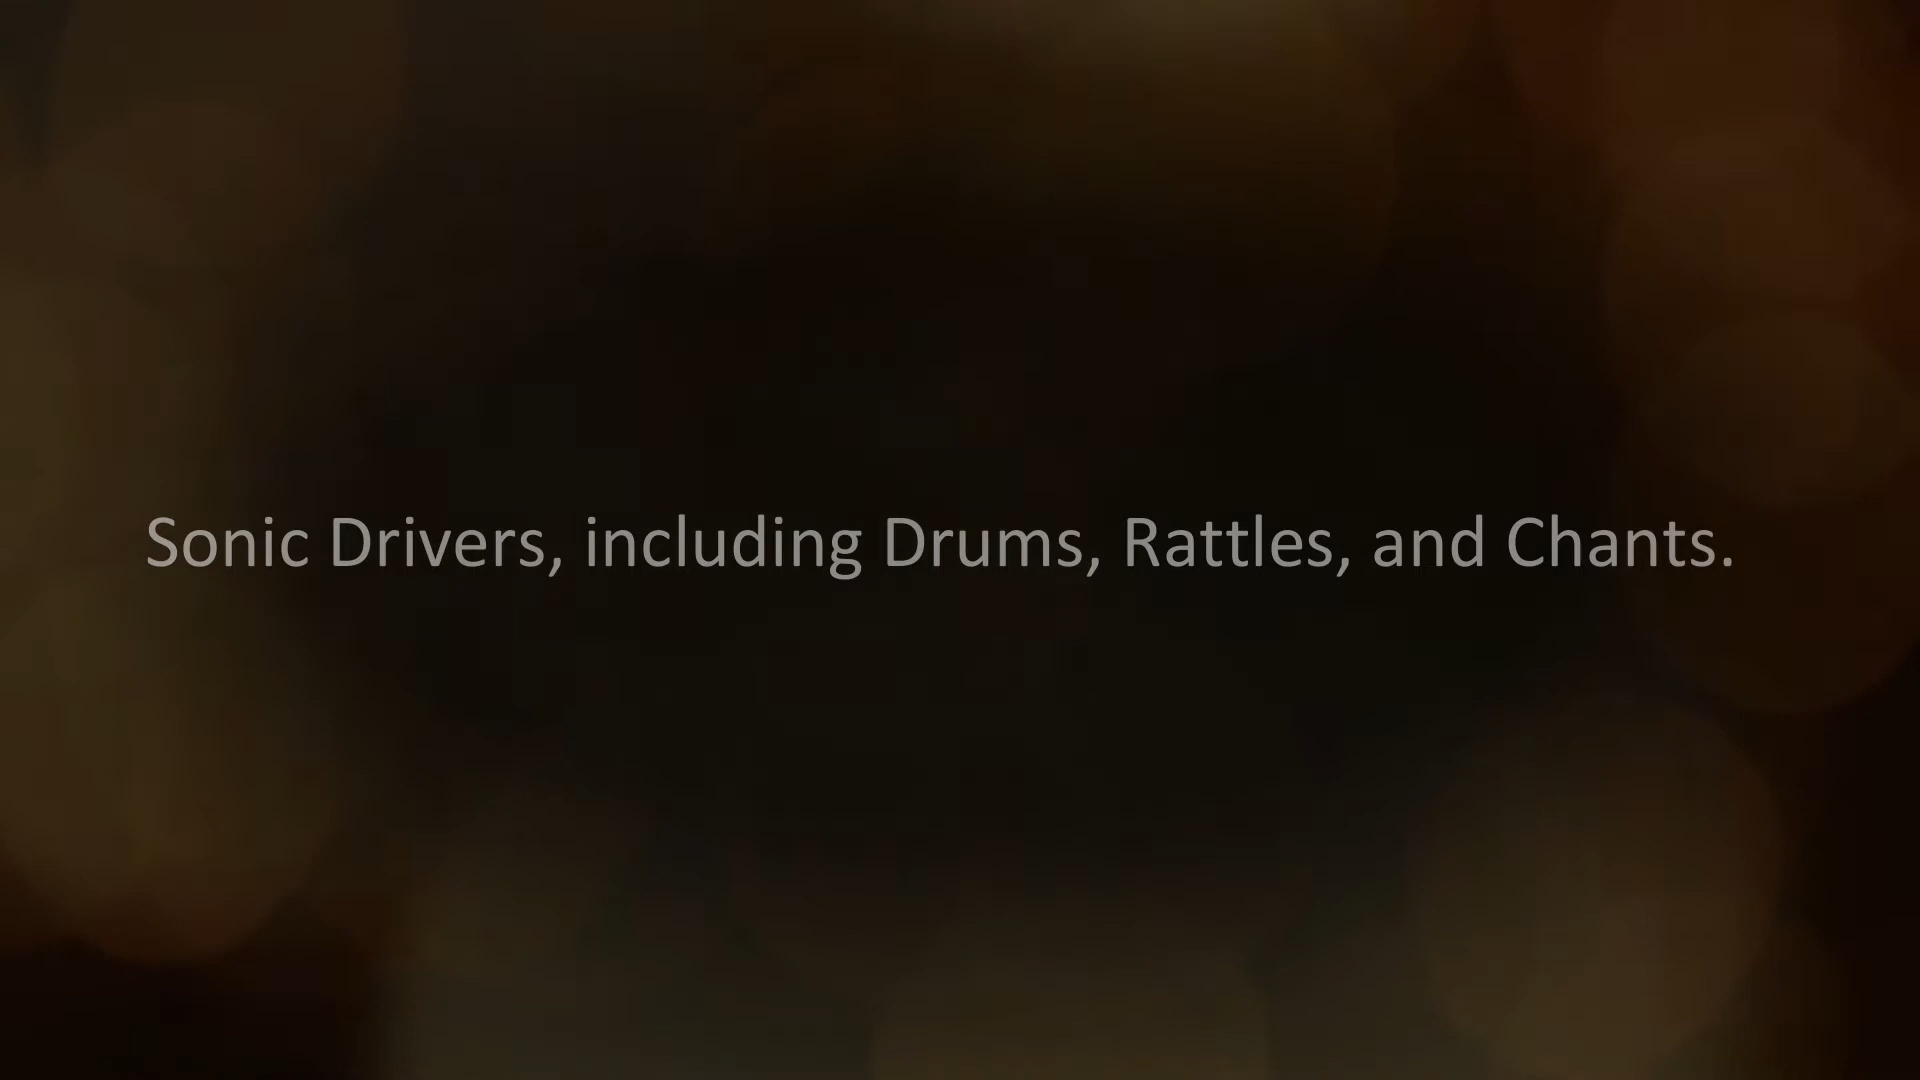 Sonic Drivers, including Drums, Rattles, and Chants.